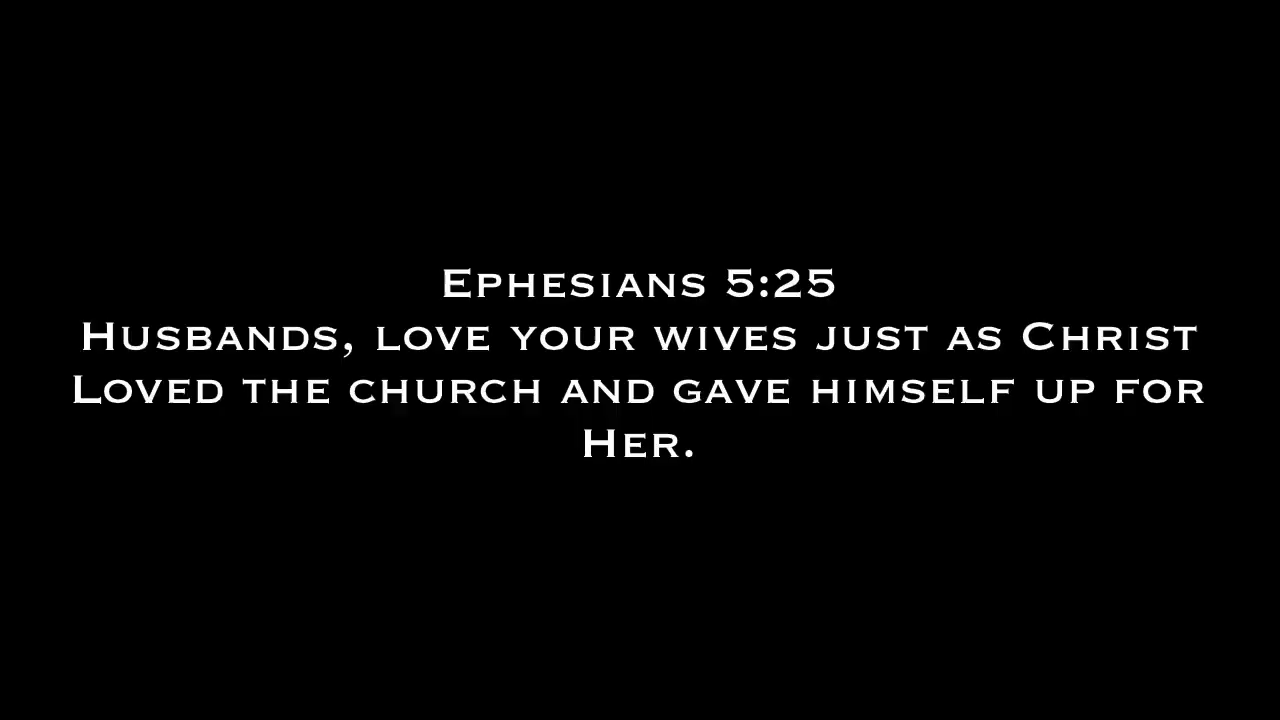 Ephesians 5:25
Husbands, love your wives just as Christ
Loved the church and gave himself up for
Her.